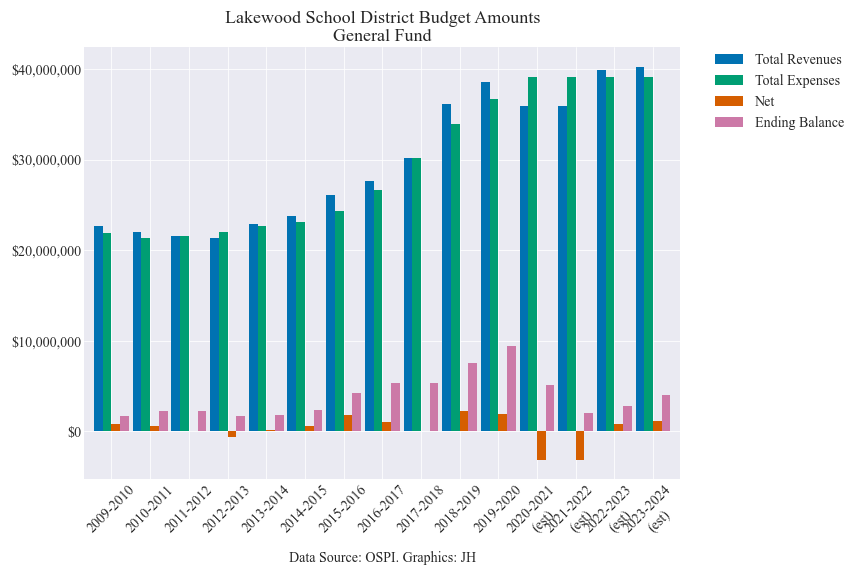 Lakewood School District Budget Amounts
General Fund
$40,000,000
$30,000,000
$20,000,000
$10,000,000
$0
Total Revenues
Total Expenses
Net
Ending Balance
2009-2010
2010-2011
2011-2012
2012-2013
2013-2014
2014-2015
2015-2016
2016-2017
2017-2018
2018-2019
2019-2020
2020-2021
(est)
2021-2022
(est)
2022-2023
(est)
2023-2024
(est)
Data Source: OSPI. Graphics: JH